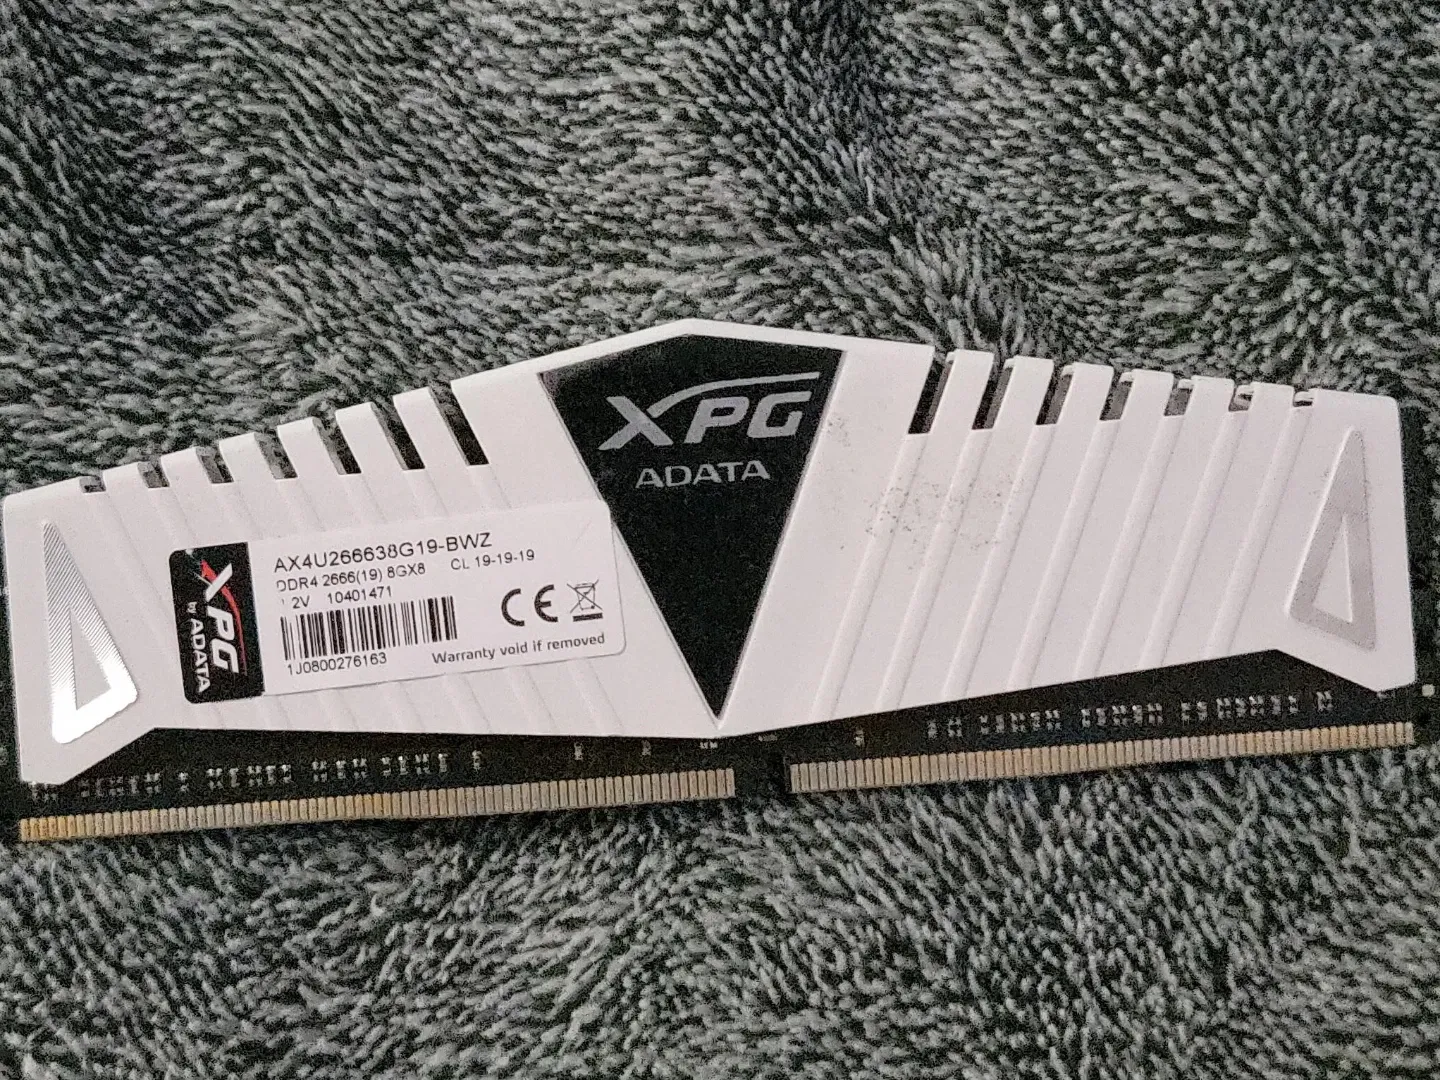 XPG
ADATA
AX4U266638G19-BWZ
DDR4 2666(19) 8GX8 CL 19-19-19
2V 10401471
1J0800276163
Warranty void if removed
CE
XPG
by ADATA